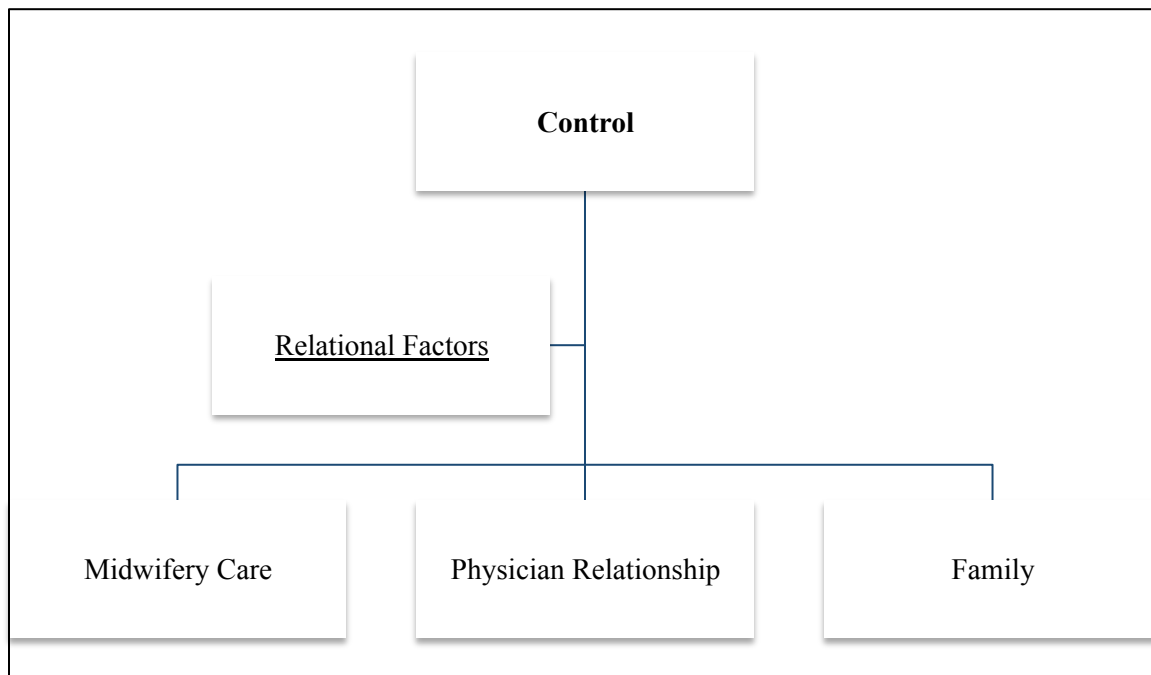 Control
Relational Factors
Midwifery Care
Physician Relationship
Family